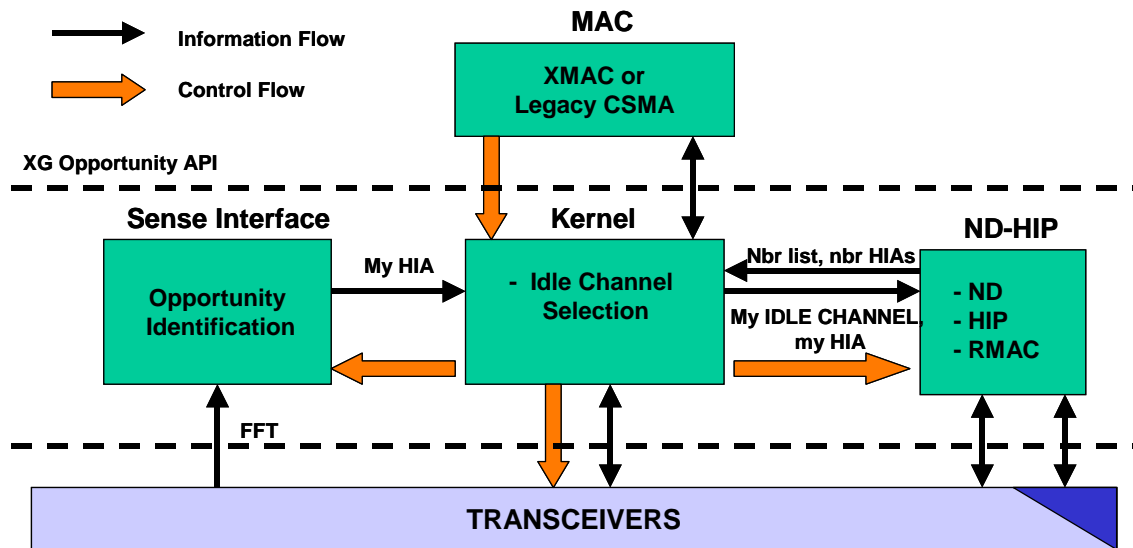 MAC
Information Flow
Control Flow
XMAC or
Legacy CSMA
XG Opportunity API
Sense Interface
Kernel
ND-HIP
My HIA
Nbr list, nbr HIAs
Opportunity
Identification
- Idle Channel
Selection
My IDLE CHANNEL,
my HIA
- ND
- HIP
- RMAC
FFT
TRANSCEIVERS